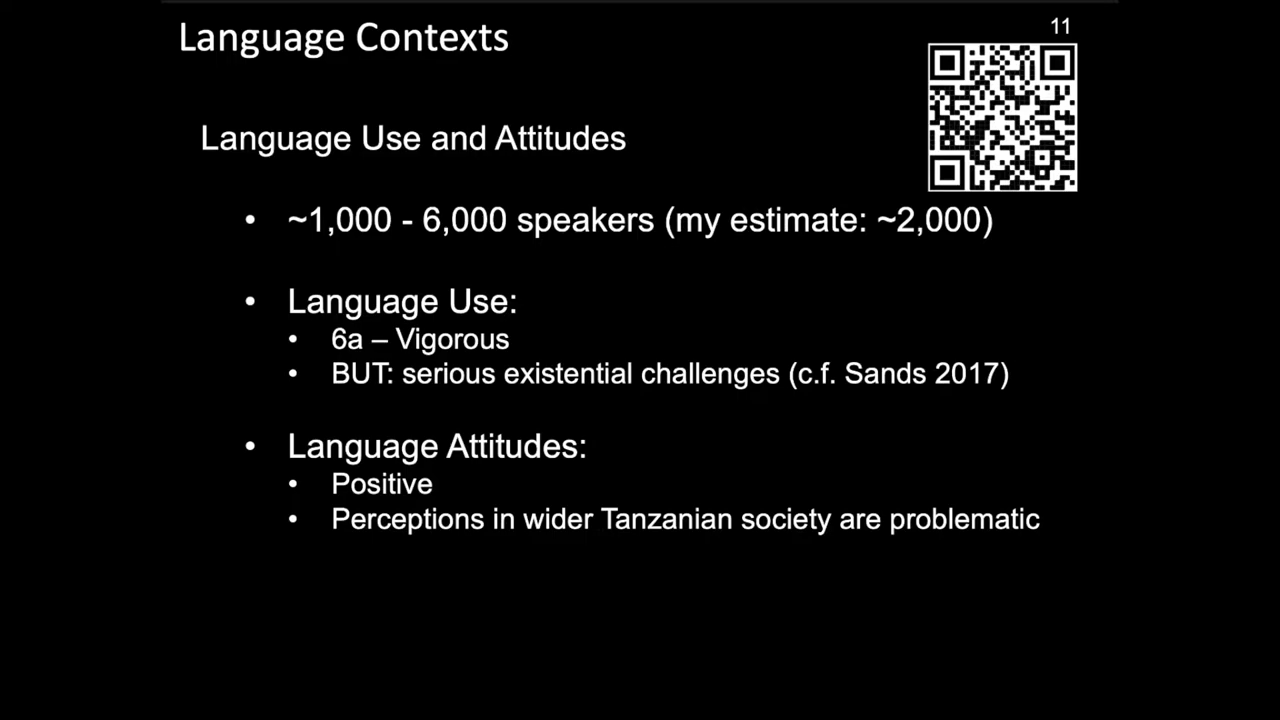 Language Contexts
11
Language Use and Attitudes
• ~1,000 - 6,000 speakers (my estimate: ~2,000)
• Language Use:
• 6a – Vigorous
• BUT: serious existential challenges (c.f. Sands 2017)
• Language Attitudes:
• Positive
• Perceptions in wider Tanzanian society are problematic